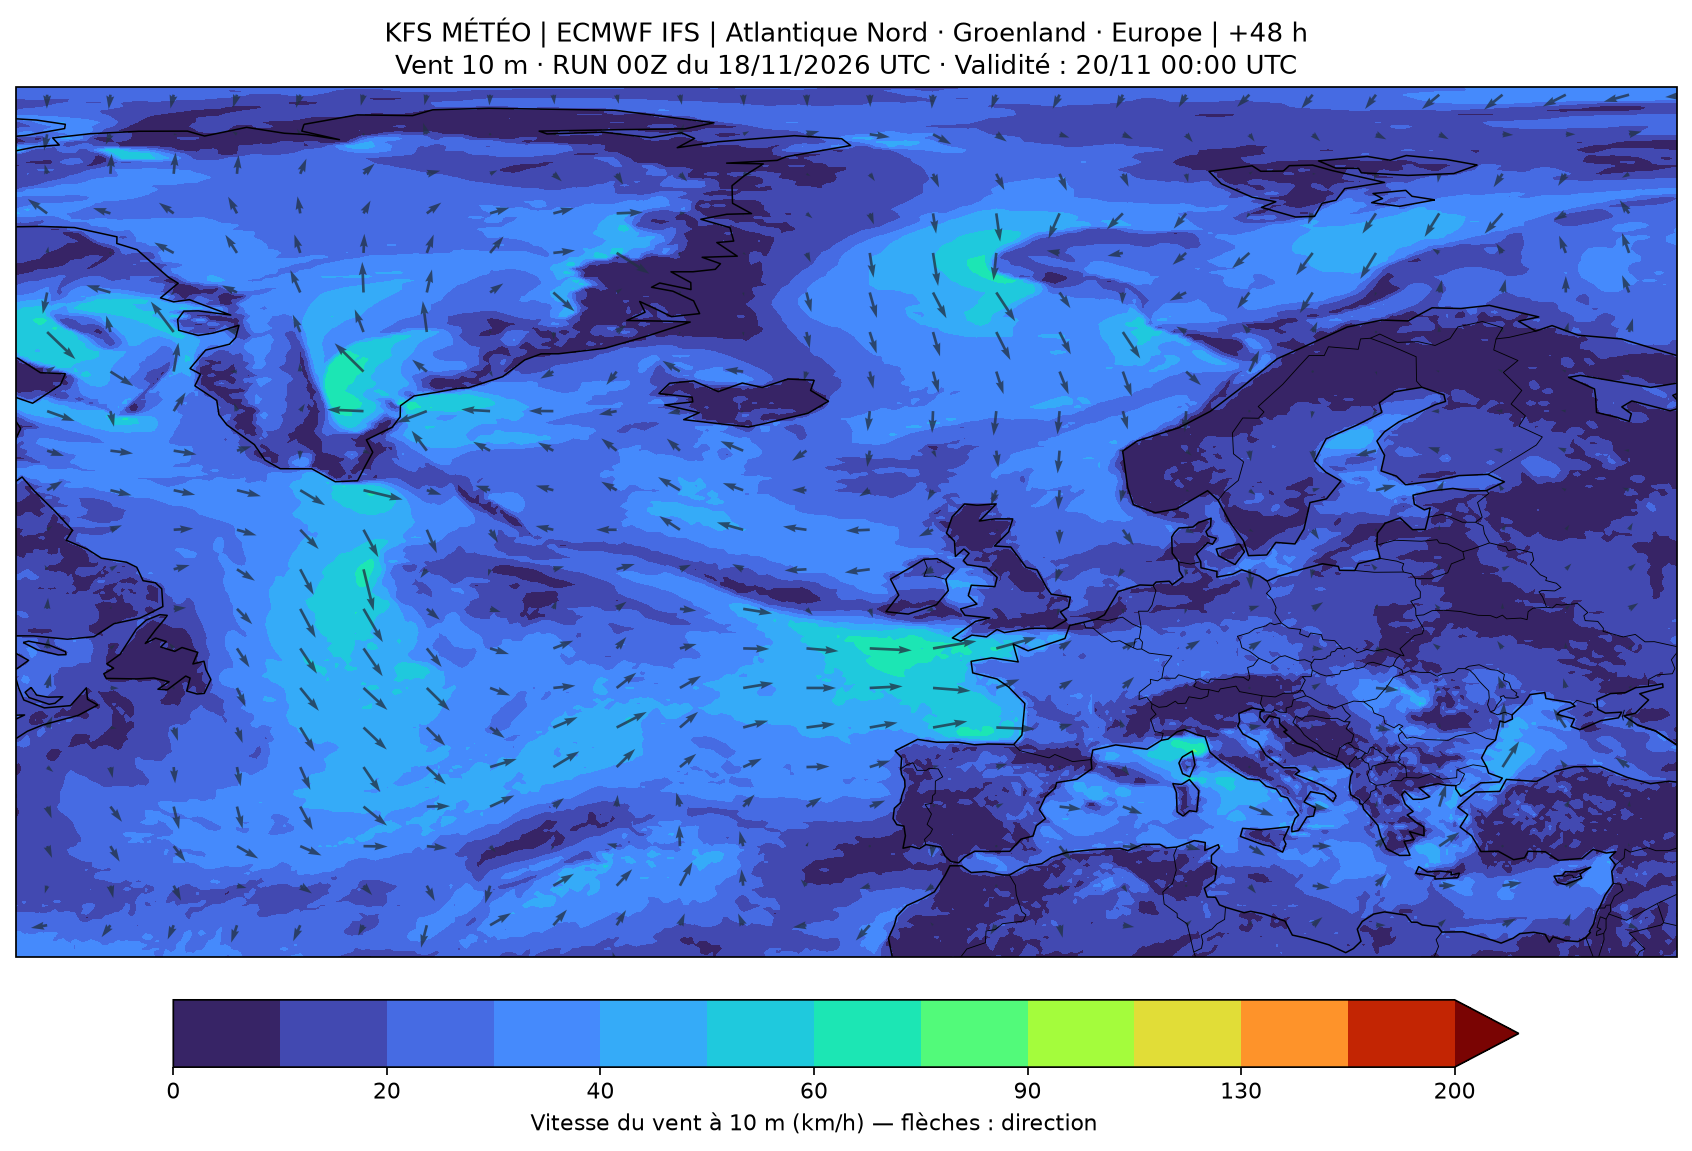 KFS MÉTÉO | ECMWF IFS | Atlantique Nord · Groenland · Europe | +48 h
Vent 10 m · RUN 00Z du 18/11/2026 UTC · Validité : 20/11 00:00 UTC
0 20 40 60 90 130 200
Vitesse du vent à 10 m (km/h) — flèches : direction